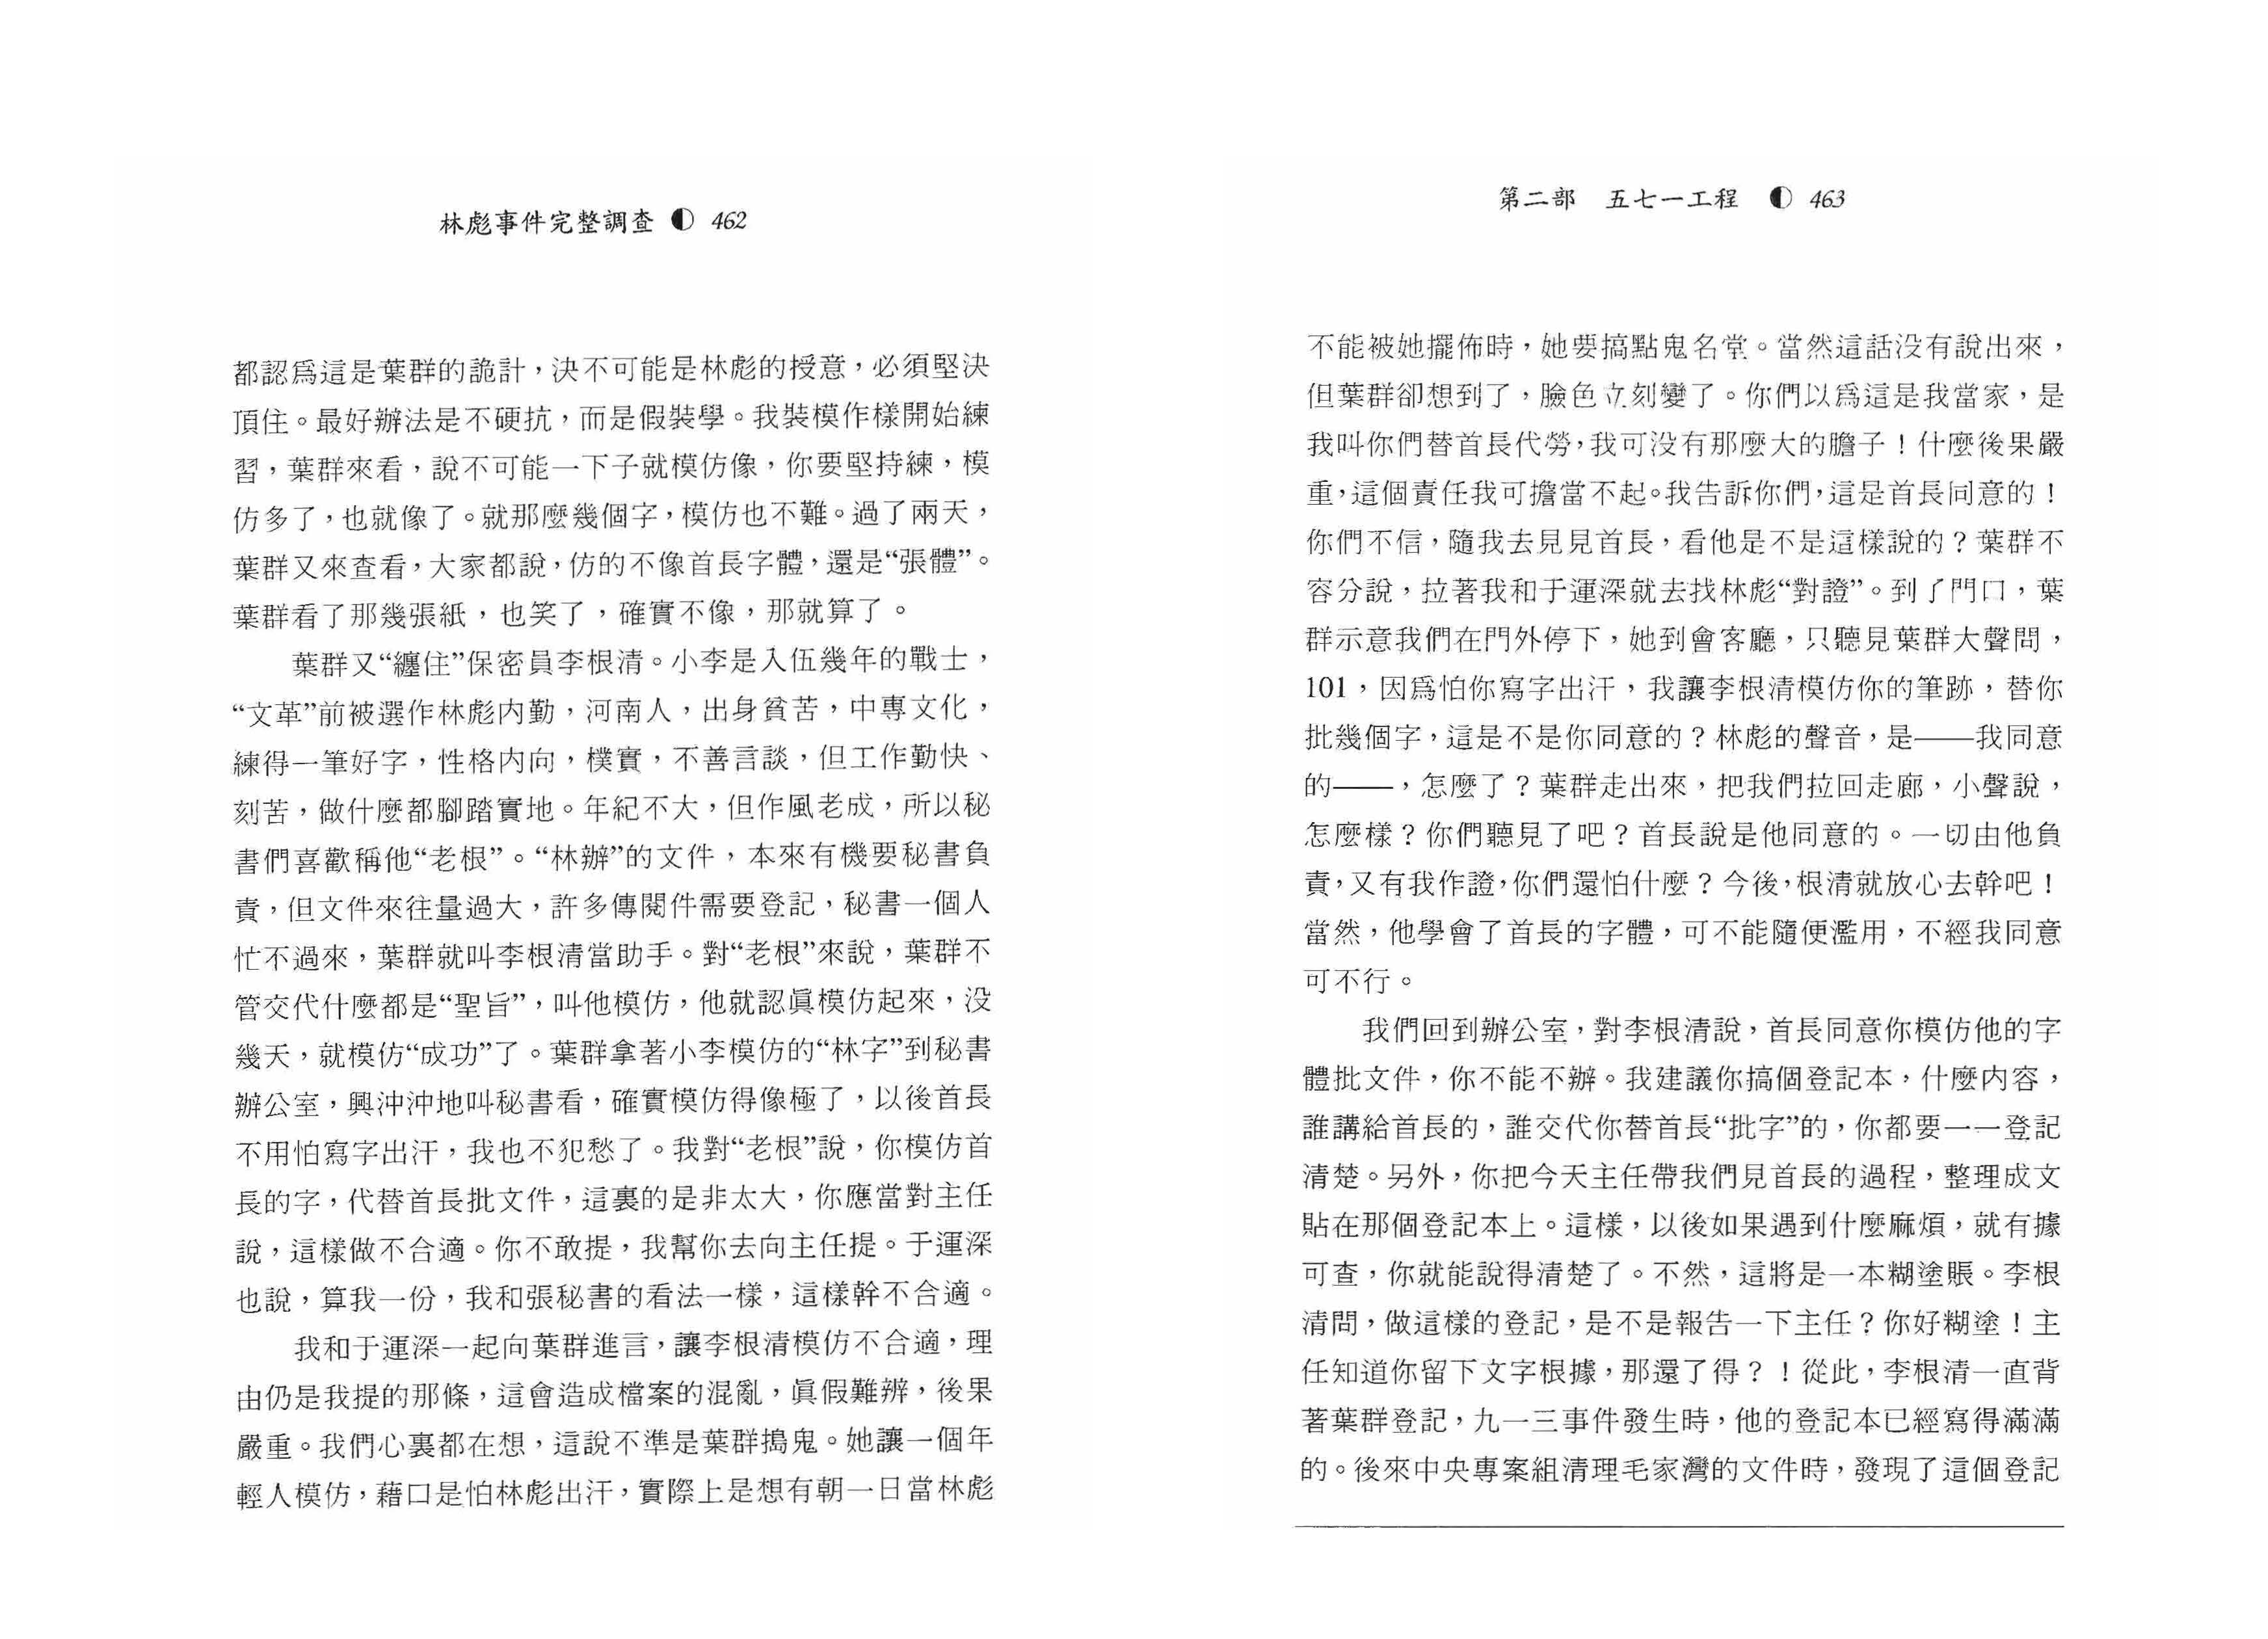 林彪事件完整調查 ◐ 462
都認爲這是葉群的詭計，決不可能是林彪的授意，必須堅決
頂住。最好辦法是不硬抗，而是假裝學。我裝模作樣開始練
習，葉群來看，說不可能一下子就模仿像，你要堅持練，模
仿多了，也就像了。就那麼幾個字，模仿也不難。過了兩天，
葉群又來查看，大家都說，仿的不像首長字體，還是“張體”。
葉群看了那幾張紙，也笑了，確實不像，那就算了。
葉群又“纏住”保密員李根清。小李是入伍幾年的戰士，
“文革”前被選作林彪内勤，河南人，出身貧苦，中專文化，
練得一筆好字，性格内向，樸實，不善言談，但工作勤快、
刻苦，做什麼都腳踏實地。年紀不大，但作風老成，所以秘
書們喜歡稱他“老根”。“林辦”的文件，本來有機要秘書負
責，但文件來往量過大，許多傳閱件需要登記，秘書一個人
忙不過來，葉群就叫李根清當助手。對“老根”來說，葉群不
管交代什麼都是“聖旨”，叫他模仿，他就認眞模仿起來，没
幾天，就模仿“成功”了。葉群拿著小李模仿的“林字”到秘書
辦公室，興沖沖地叫秘書看，確實模仿得像極了，以後首長
不用怕寫字出汗，我也不犯愁了。我對“老根”說，你模仿首
長的字，代替首長批文件，這裏的是非太大，你應當對主任
說，這樣做不合適。你不敢提，我幫你去向主任提。于運深
也說，算我一份，我和張秘書的看法一樣，這樣幹不合適。
我和于運深一起向葉群進言，讓李根清模仿不合適，理
由仍是我提的那條，這會造成檔案的混亂，眞假難辨，後果
嚴重。我們心裏都在想，這說不準是葉群搗鬼。她讓一個年
輕人模仿，藉口是怕林彪出汗，實際上是想有朝一日當林彪
第二部　五七一工程 ◐ 463
不能被她擺佈時，她要搞點鬼名堂。當然這話没有說出來，
但葉群卻想到了，臉色立刻變了。你們以爲這是我當家，是
我叫你們替首長代勞，我可没有那麼大的膽子！什麼後果嚴
重，這個責任我可擔當不起。我告訴你們，這是首長同意的！
你們不信，隨我去見見首長，看他是不是這樣說的？葉群不
容分說，拉著我和于運深就去找林彪“對證”。到了門口，葉
群示意我們在門外停下，她到會客廳，只聽見葉群大聲問，
101，因爲怕你寫字出汗，我讓李根清模仿你的筆跡，替你
批幾個字，這是不是你同意的？林彪的聲音，是——我同意
的——，怎麼了？葉群走出來，把我們拉回走廊，小聲說，
怎麼樣？你們聽見了吧？首長說是他同意的。一切由他負
責，又有我作證，你們還怕什麼？今後，根清就放心去幹吧！
當然，他學會了首長的字體，可不能隨便濫用，不經我同意
可不行。
我們回到辦公室，對李根清說，首長同意你模仿他的字
體批文件，你不能不辦。我建議你搞個登記本，什麼内容，
誰講給首長的，誰交代你替首長“批字”的，你都要一一登記
清楚。另外，你把今天主任帶我們見首長的過程，整理成文
貼在那個登記本上。這樣，以後如果遇到什麼麻煩，就有據
可查，你就能說得清楚了。不然，這將是一本糊塗賬。李根
清問，做這樣的登記，是不是報告一下主任？你好糊塗！主
任知道你留下文字根據，那還了得？！從此，李根清一直背
著葉群登記，九一三事件發生時，他的登記本已經寫得滿滿
的。後來中央專案組清理毛家灣的文件時，發現了這個登記